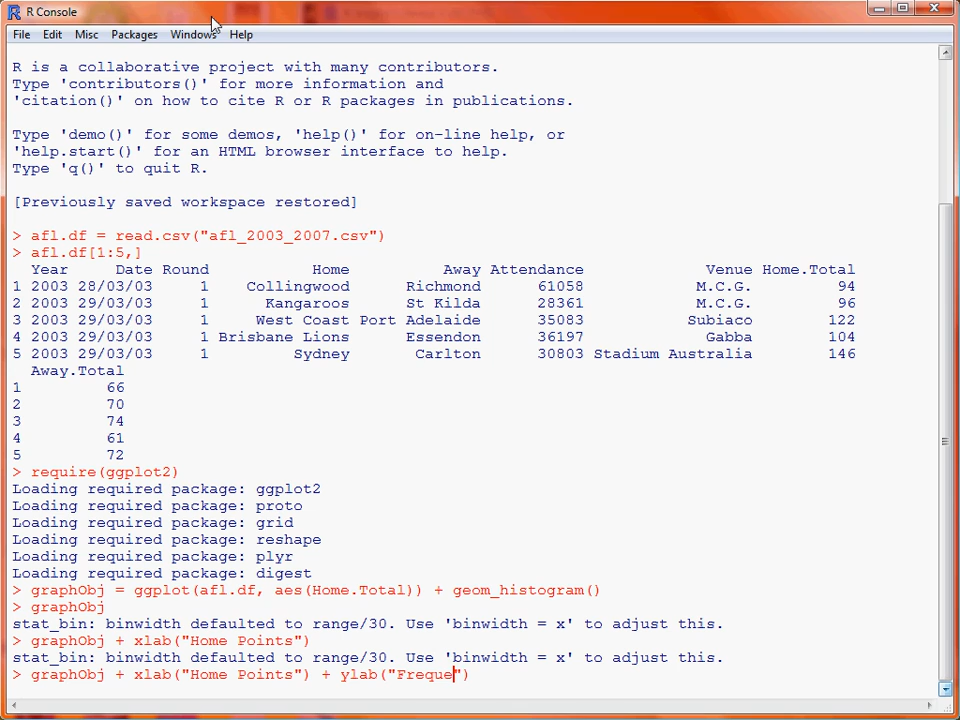 R Console
File Edit Misc Packages Windows Help
R is a collaborative project with many contributors.
Type 'contributors()' for more information and
'citation()' on how to cite R or R packages in publications.
Type 'demo()' for some demos, 'help()' for on-line help, or
'help.start()' for an HTML browser interface to help.
Type 'q()' to quit R.
[Previously saved workspace restored]
> afl.df = read.csv("afl_2003_2007.csv")
> afl.df[1:5,]
Year Date Round Home Away Attendance Venue Home.Total
1 2003 28/03/03 1 Collingwood Richmond 61058 M.C.G. 94
2 2003 29/03/03 1 Kangaroos St Kilda 28361 M.C.G. 96
3 2003 29/03/03 1 West Coast Port Adelaide 35083 Subiaco 122
4 2003 29/03/03 1 Brisbane Lions Essendon 36197 Gabba 104
5 2003 29/03/03 1 Sydney Carlton 30803 Stadium Australia 146
Away.Total
1 66
2 70
3 74
4 61
5 72
> require(ggplot2)
Loading required package: ggplot2
Loading required package: proto
Loading required package: grid
Loading required package: reshape
Loading required package: plyr
Loading required package: digest
> graphObj = ggplot(afl.df, aes(Home.Total)) + geom_histogram()
> graphObj
stat_bin: binwidth defaulted to range/30. Use 'binwidth = x' to adjust this.
> graphObj + xlab("Home Points")
stat_bin: binwidth defaulted to range/30. Use 'binwidth = x' to adjust this.
> graphObj + xlab("Home Points") + ylab("Freque")